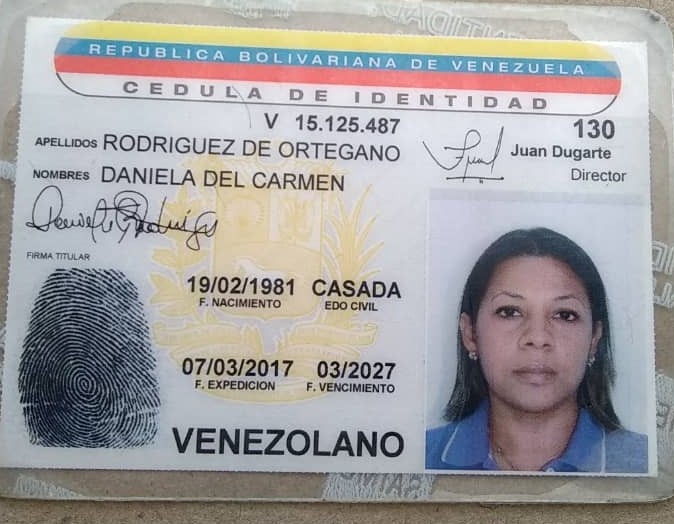 REPUBLICA BOLIVARIANA DE VENEZUELA
CEDULA DE IDENTIDAD
V 15.125.487
130
APELLIDOS RODRIGUEZ DE ORTEGANO
Juan Dugarte
Director
NOMBRES DANIELA DEL CARMEN
FIRMA TITULAR
19/02/1981 CASADA
F. NACIMIENTO EDO CIVIL
07/03/2017 03/2027
F. EXPEDICION F. VENCIMIENTO
VENEZOLANO